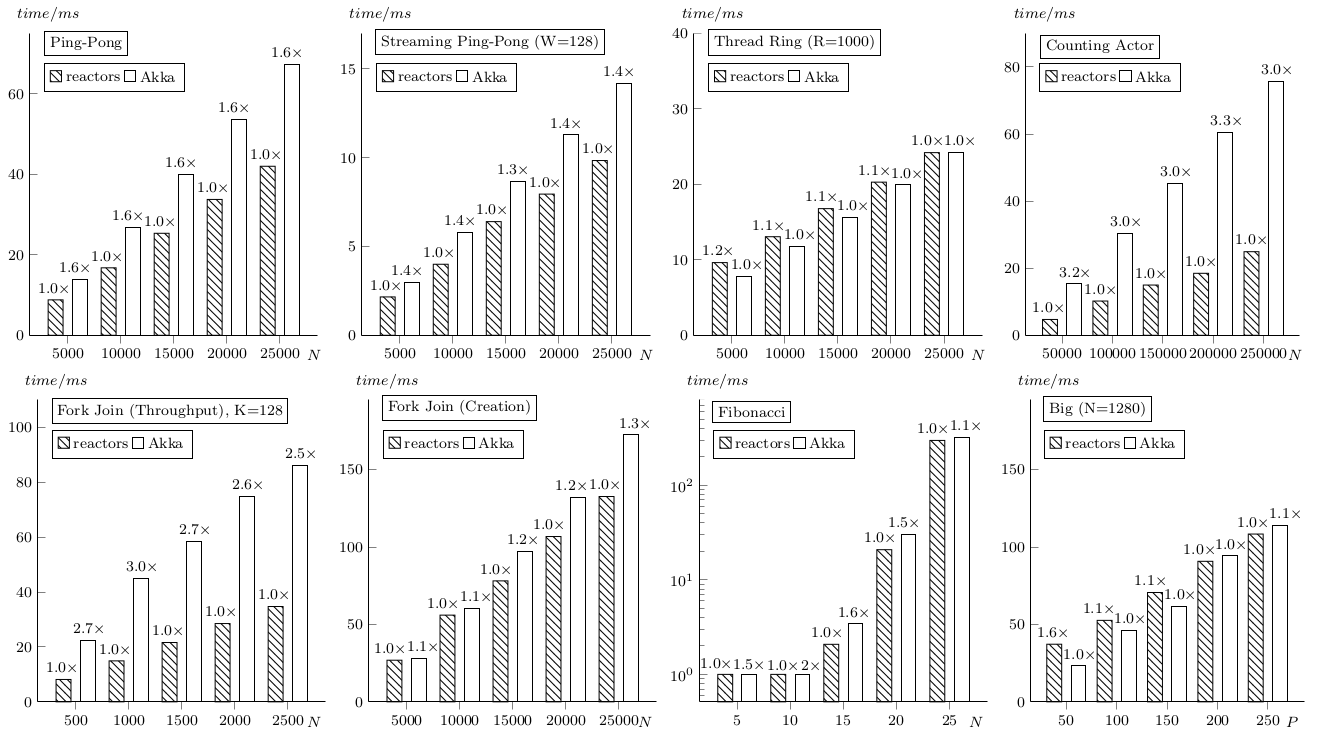 time/ms
Ping-Pong
reactors Akka
60
40
20
0
1.0× 1.6× 1.0× 1.6× 1.0× 1.6× 1.0× 1.6× 1.0× 1.6×
5000 10000 15000 20000 25000 N
time/ms
Streaming Ping-Pong (W=128)
reactors Akka
15
10
5
0
1.0× 1.4× 1.0× 1.4× 1.0× 1.3× 1.0× 1.4× 1.0× 1.4×
5000 10000 15000 20000 25000 N
time/ms
Thread Ring (R=1000)
reactors Akka
40
30
20
10
0
1.2× 1.0× 1.1× 1.0× 1.1× 1.0× 1.1× 1.0× 1.0× 1.0×
5000 10000 15000 20000 25000 N
time/ms
Counting Actor
reactors Akka
80
60
40
20
0
1.0× 3.2× 1.0× 3.0× 1.0× 3.0× 1.0× 3.3× 1.0× 3.0×
50000 100000 150000 200000 250000 N
time/ms
Fork Join (Throughput), K=128
reactors Akka
100
80
60
40
20
0
1.0× 2.7× 1.0× 3.0× 1.0× 2.7× 1.0× 2.6× 1.0× 2.5×
500 1000 1500 2000 2500 N
time/ms
Fork Join (Creation)
reactors Akka
150
100
50
0
1.0× 1.1× 1.0× 1.1× 1.0× 1.2× 1.0× 1.2× 1.0× 1.3×
5000 10000 15000 20000 25000 N
time/ms
Fibonacci
reactors Akka
10²
10¹
10⁰
1.0× 1.5× 1.0× 2× 1.0× 1.6× 1.0× 1.5× 1.0× 1.1×
5 10 15 20 25 N
time/ms
Big (N=1280)
reactors Akka
150
100
50
0
1.6× 1.0× 1.1× 1.0× 1.1× 1.0× 1.0× 1.0× 1.0× 1.1×
50 100 150 200 250 P